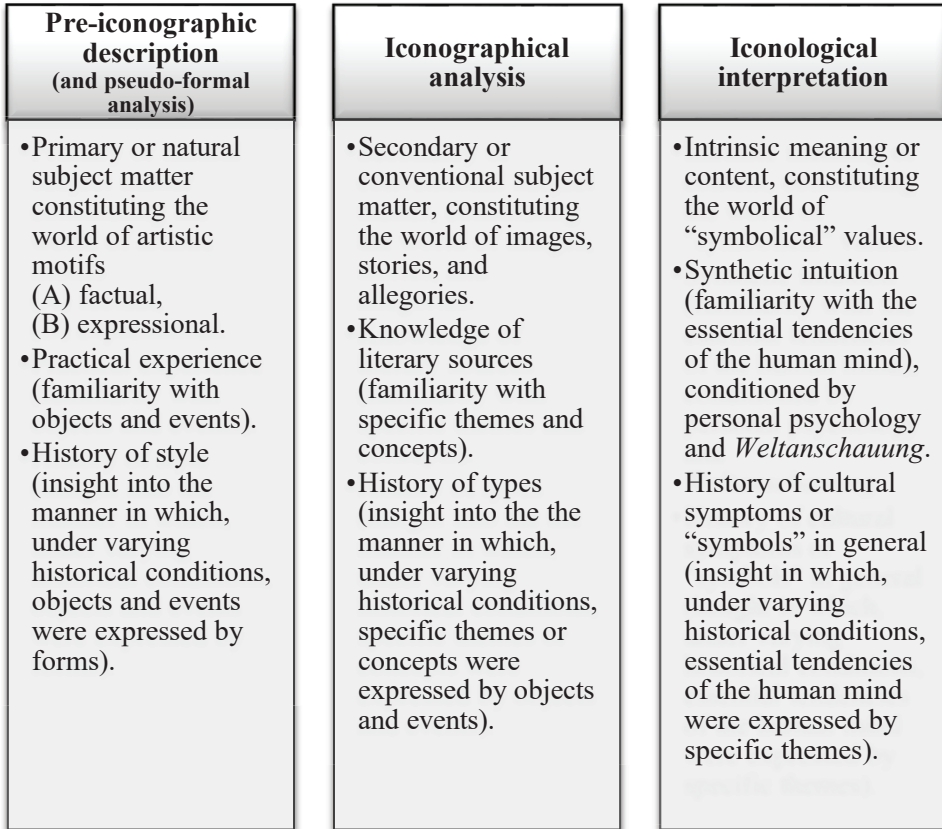 Pre-iconographic
description
(and pseudo-formal
analysis)
•Primary or natural
subject matter
constituting the
world of artistic
motifs
(A) factual,
(B) expressional.
•Practical experience
(familiarity with
objects and events).
•History of style
(insight into the
manner in which,
under varying
historical conditions,
objects and events
were expressed by
forms).
Iconographical
analysis
•Secondary or
conventional subject
matter, constituting
the world of images,
stories, and
allegories.
•Knowledge of
literary sources
(familiarity with
specific themes and
concepts).
•History of types
(insight into the the
manner in which,
under varying
historical conditions,
specific themes or
concepts were
expressed by objects
and events).
Iconological
interpretation
•Intrinsic meaning or
content, constituting
the world of
“symbolical” values.
•Synthetic intuition
(familiarity with the
essential tendencies
of the human mind),
conditioned by
personal psychology
and Weltanschauung.
•History of cultural
symptoms or
“symbols” in general
(insight in which,
under varying
historical conditions,
essential tendencies
of the human mind
were expressed by
specific themes).